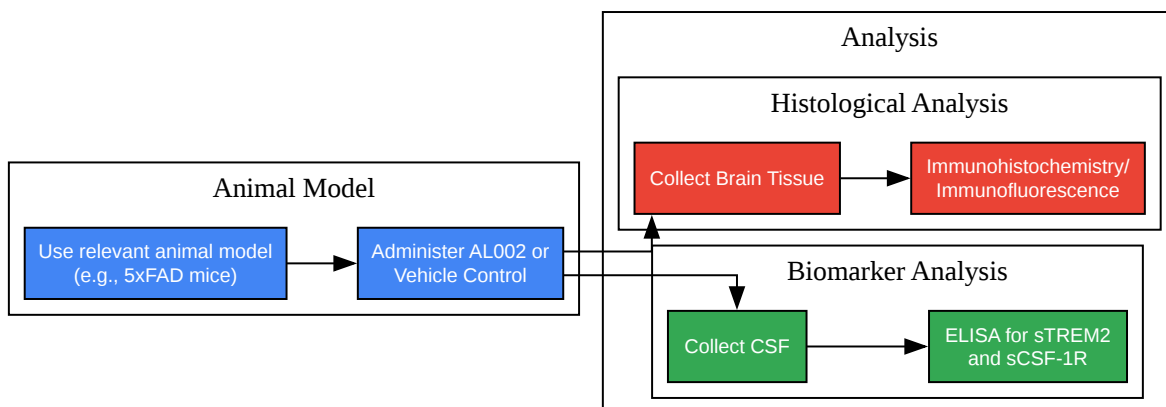 Analysis
Histological Analysis
Collect Brain Tissue
Immunohistochemistry/
Immunofluorescence
Animal Model
Use relevant animal model
(e.g., 5xFAD mice)
Administer AL002 or
Vehicle Control
Biomarker Analysis
Collect CSF
ELISA for sTREM2
and sCSF-1R